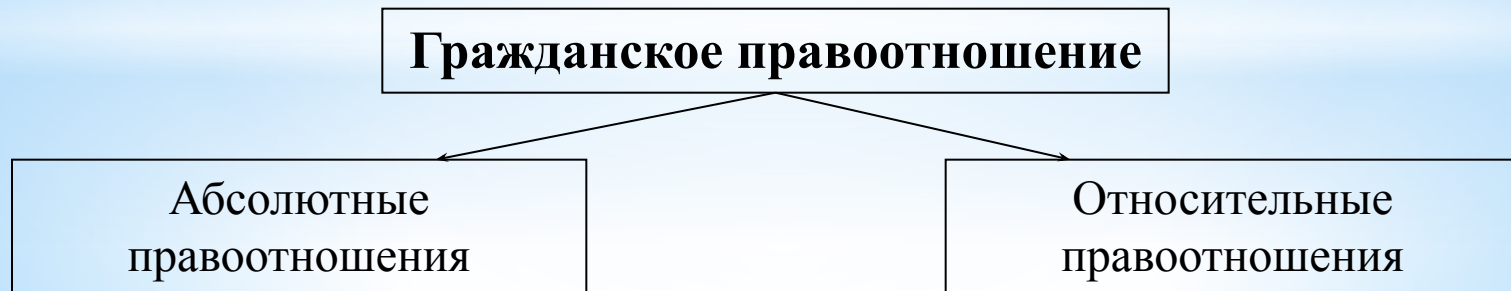 Гражданское правоотношение
Абсолютные
правоотношения
Относительные
правоотношения